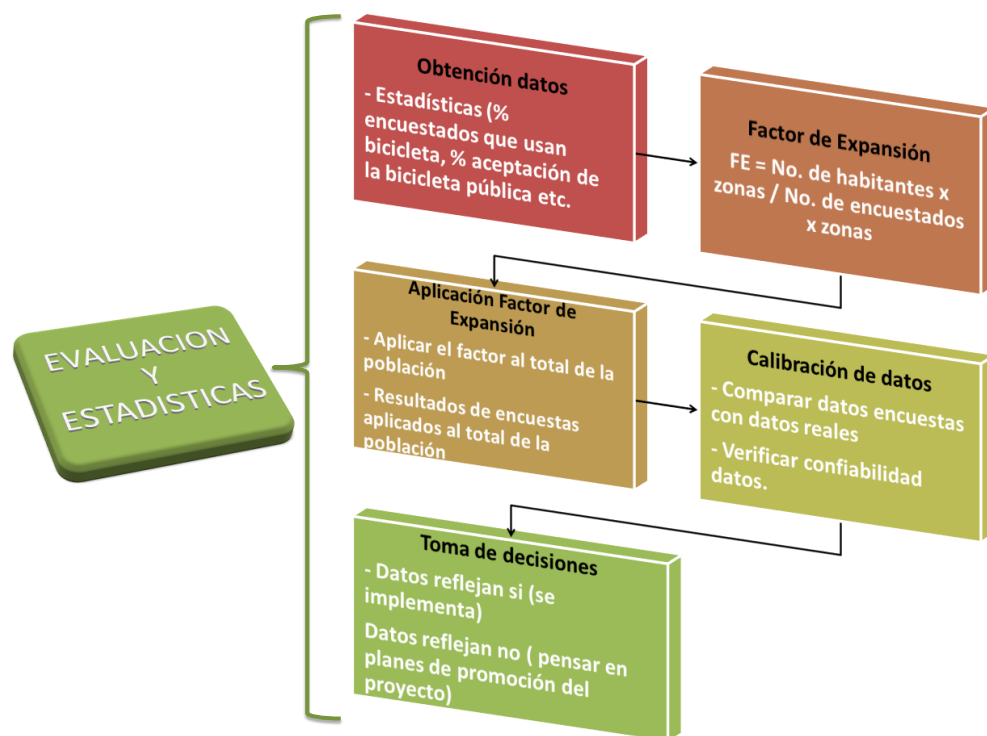 EVALUACION
Y
ESTADISTICAS
Obtención datos
- Estadísticas (%
encuestados que usan
bicicleta, % aceptación de
la bicicleta pública etc.
Factor de Expansión
FE = No. de habitantes x
zonas / No. de encuestados
x zonas
Aplicación Factor de
Expansión
- Aplicar el factor al total de la
población
- Resultados de encuestas
aplicados al total de la
población
Calibración de datos
- Comparar datos encuestas
con datos reales
- Verificar confiabilidad
datos.
Toma de decisiones
- Datos reflejan si (se
implementa)
Datos reflejan no ( pensar en
planes de promoción del
proyecto)